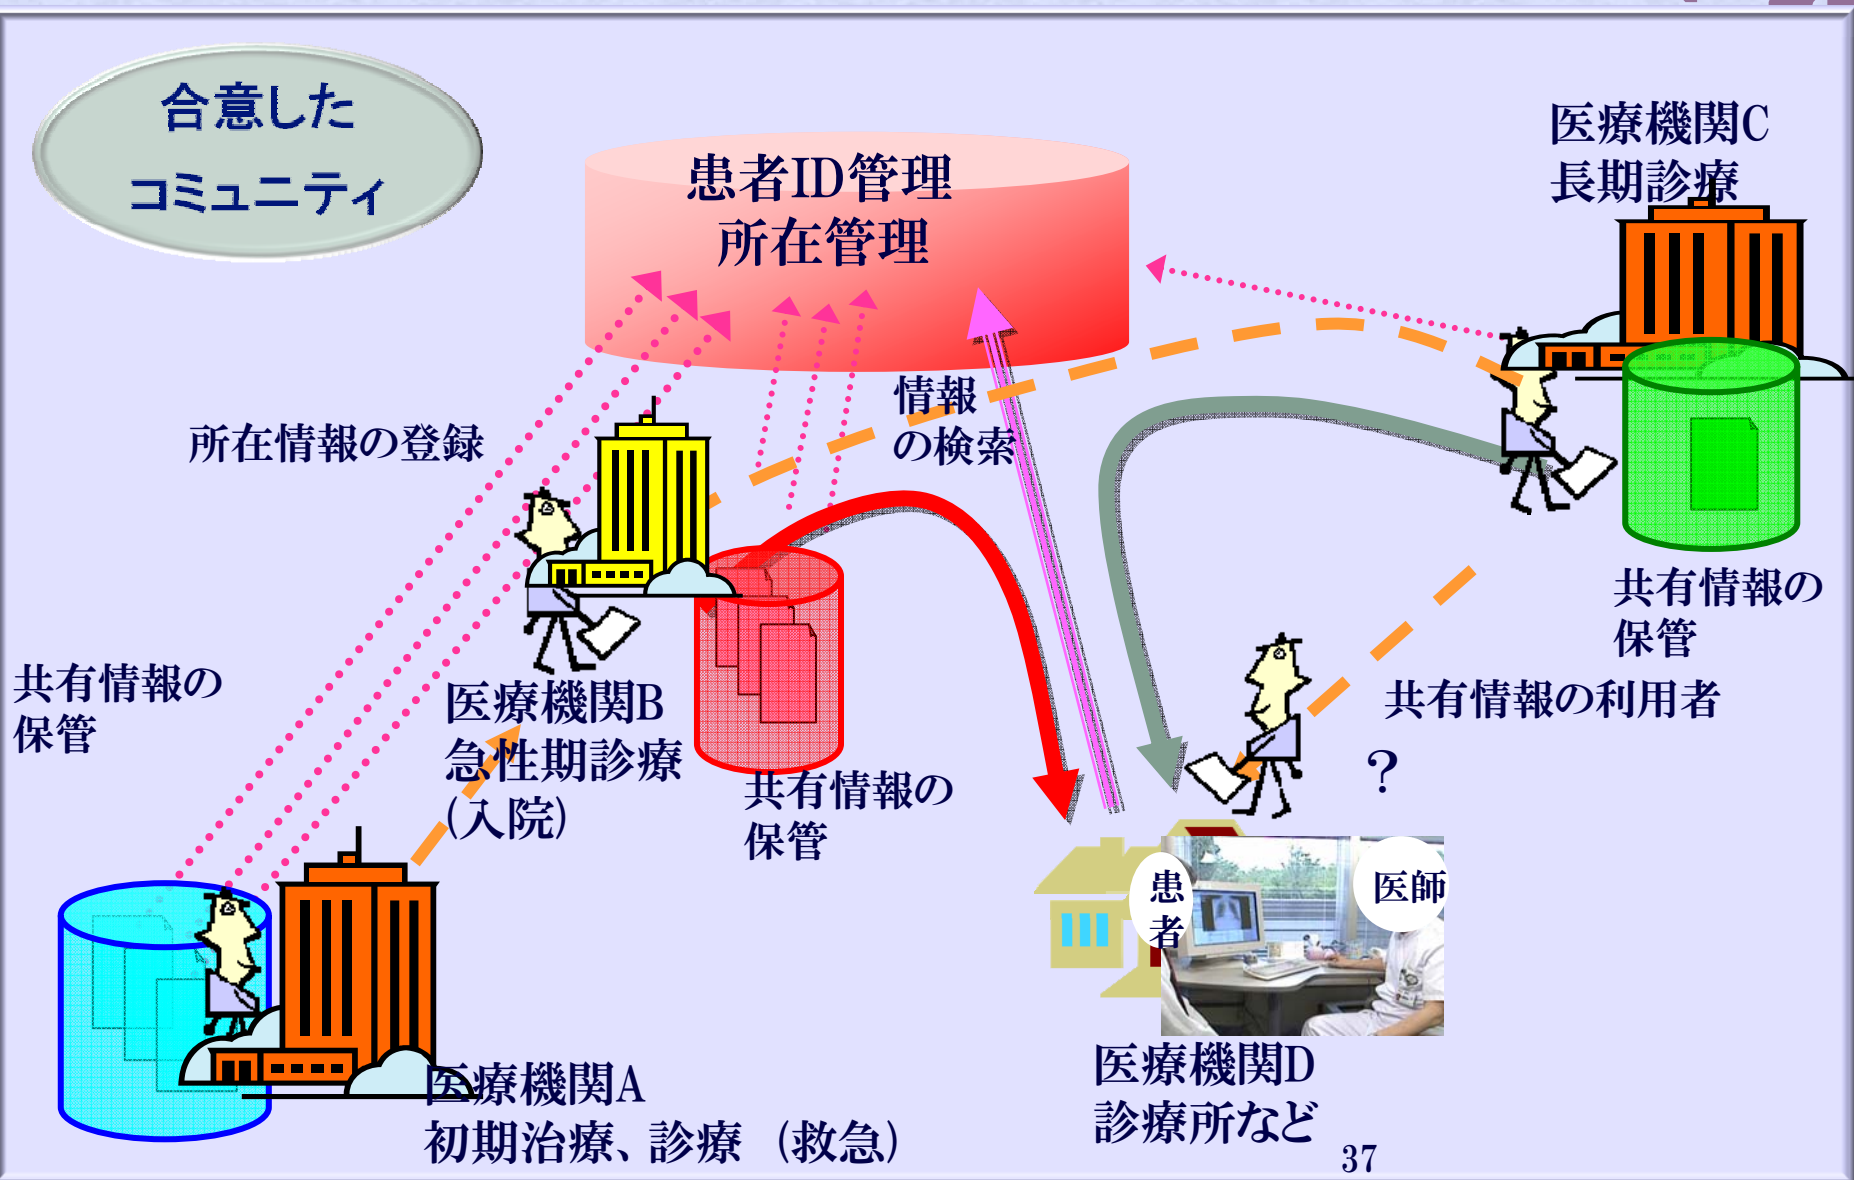 合意した
コミュニティ
患者ID管理
所在管理
医療機関C
長期診療
情報
の検索
所在情報の登録
共有情報の
保管
共有情報の
保管
医療機関B
急性期診療
(入院)
共有情報の利用者
?
共有情報の
保管
患
者
医師
医療機関A
初期治療、診療 (救急)
医療機関D
診療所など
37